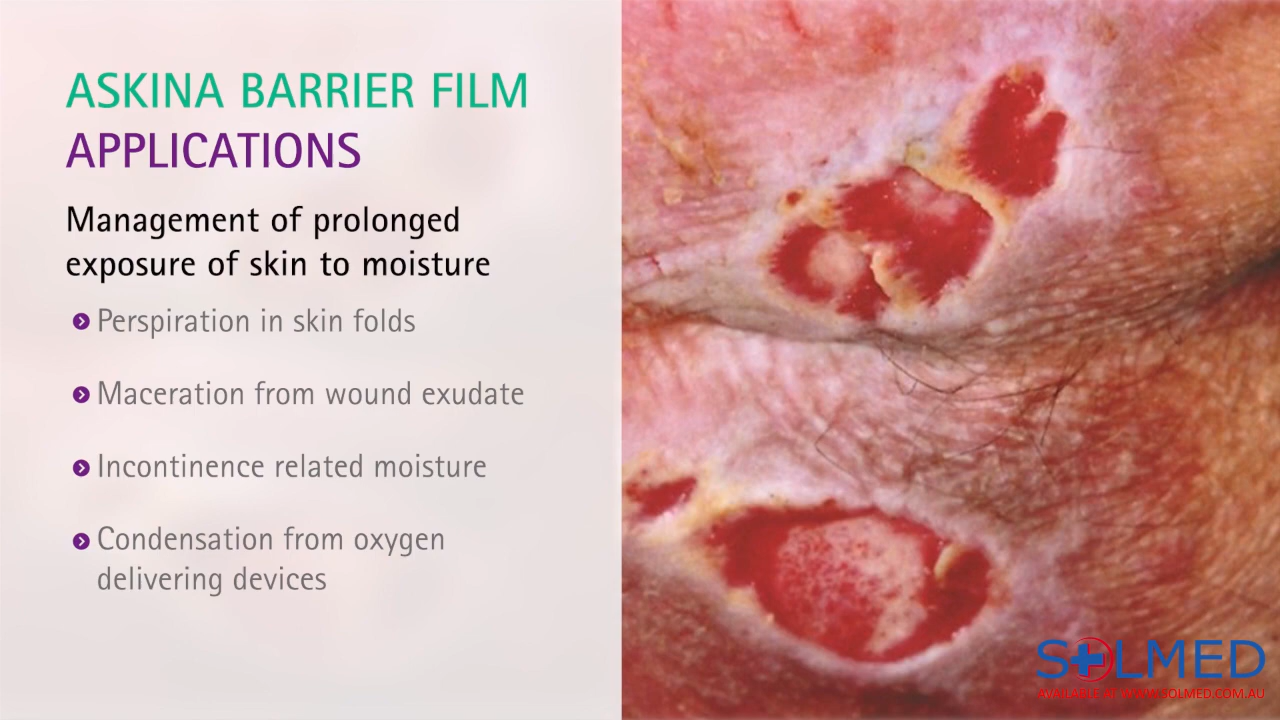 ASKINA BARRIER FILM
APPLICATIONS
Management of prolonged
exposure of skin to moisture
Perspiration in skin folds
Maceration from wound exudate
Incontinence related moisture
Condensation from oxygen
delivering devices
SOLMED
AVAILABLE AT WWW.SOLMED.COM.AU